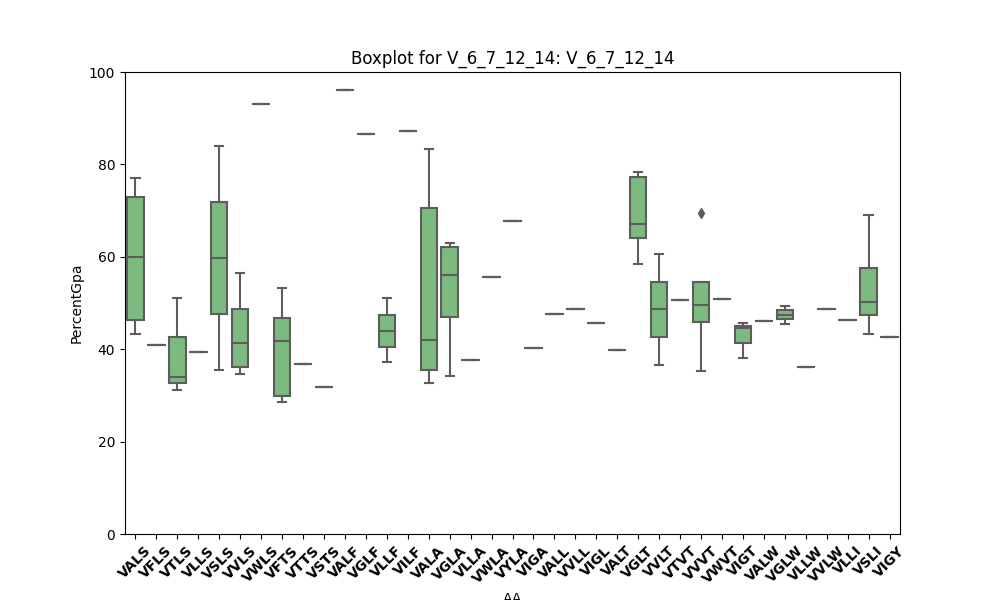 Boxplot for V_6_7_12_14: V_6_7_12_14
100
80
60
40
20
0
PercentGpa
VALS VFLS VTLS VLLS VSLS VVLS VWLS VFTS VTTS VSTS VALF VGLF VLLF VILF VALA VGLA VLLA VWLA VYLA VIGA VALL VVLL VIGL VALT VGLT VVLT VTVT VVVT VWVT VIGT VALW VGLW VLLW VVLW VLLI VSLI VIGY
AA